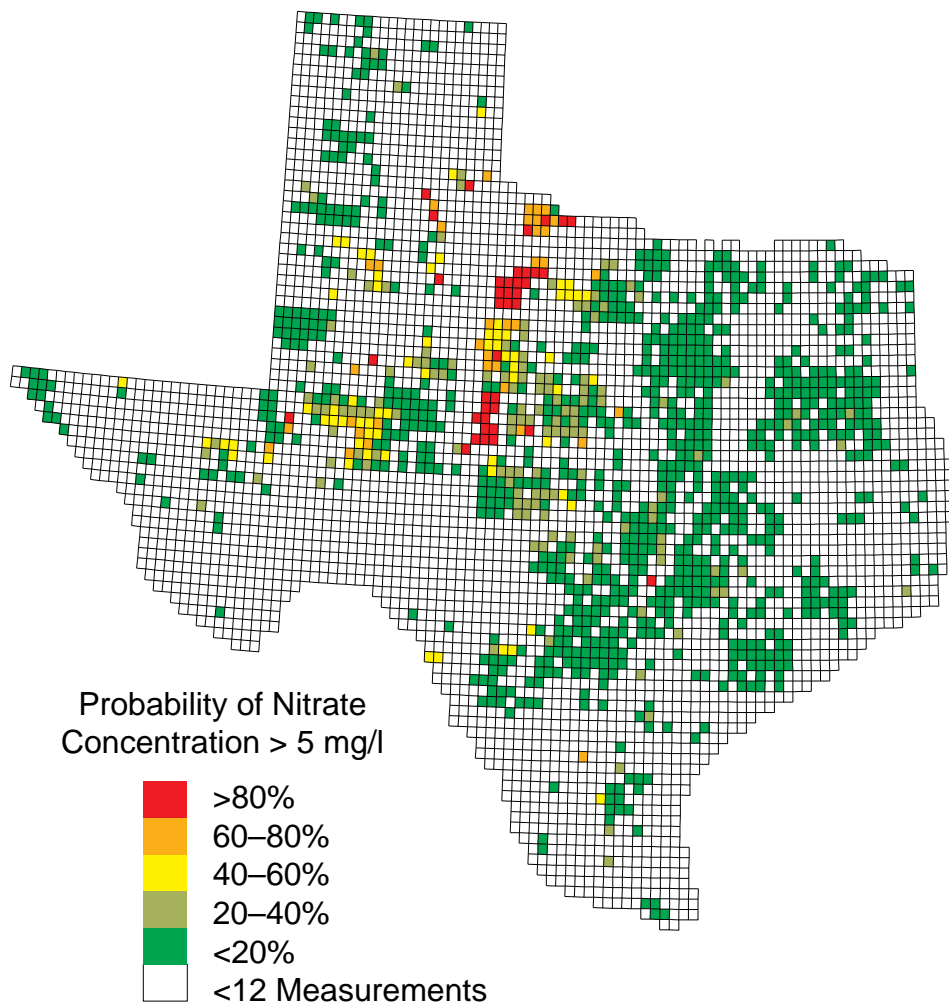 Probability of Nitrate
Concentration > 5 mg/l
>80%
60–80%
40–60%
20–40%
<20%
<12 Measurements